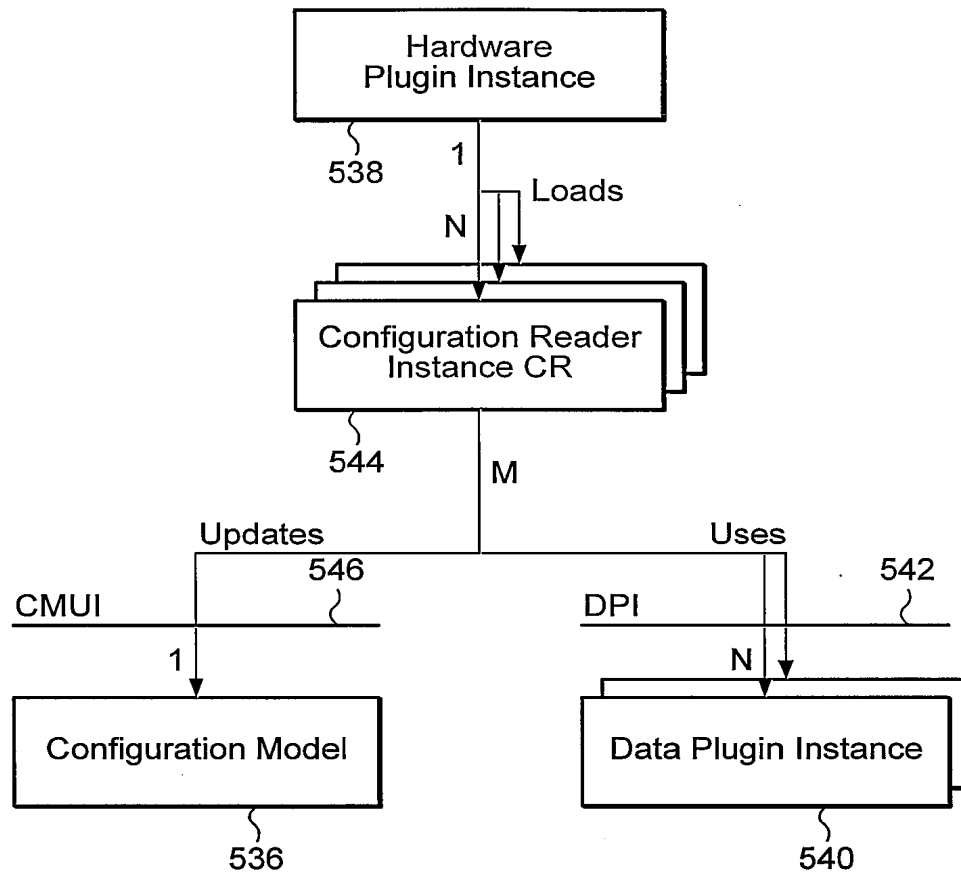 Hardware
Plugin Instance
538
1
Loads
N
Configuration Reader
Instance CR
544
M
Updates
Uses
546
542
CMUI
DPI
1
N
Configuration Model
Data Plugin Instance
536
540